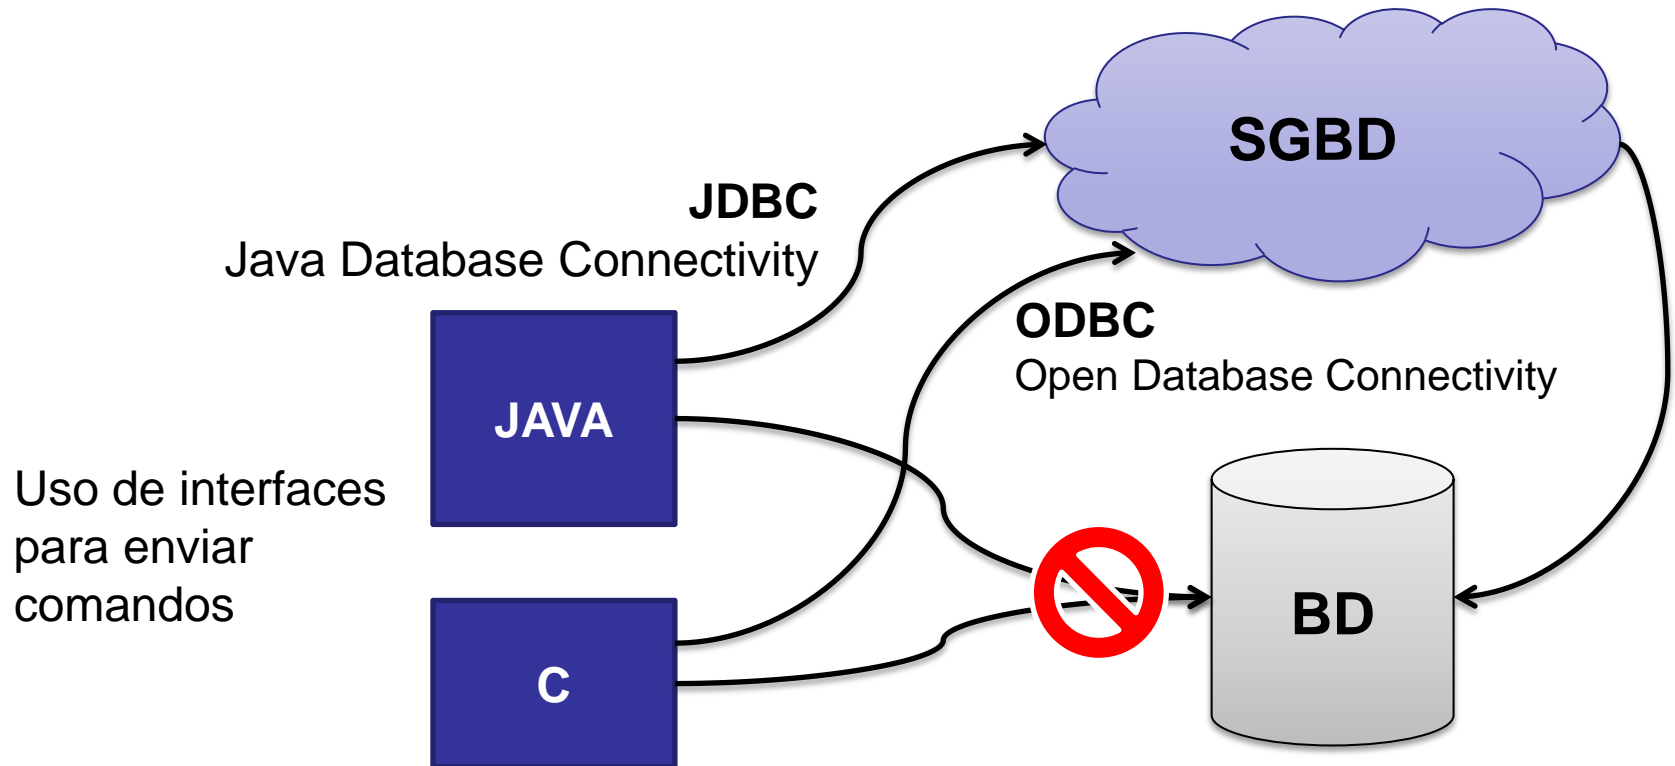 SGBD
JDBC
Java Database Connectivity
ODBC
Open Database Connectivity
JAVA
Uso de interfaces
para enviar
comandos
BD
C